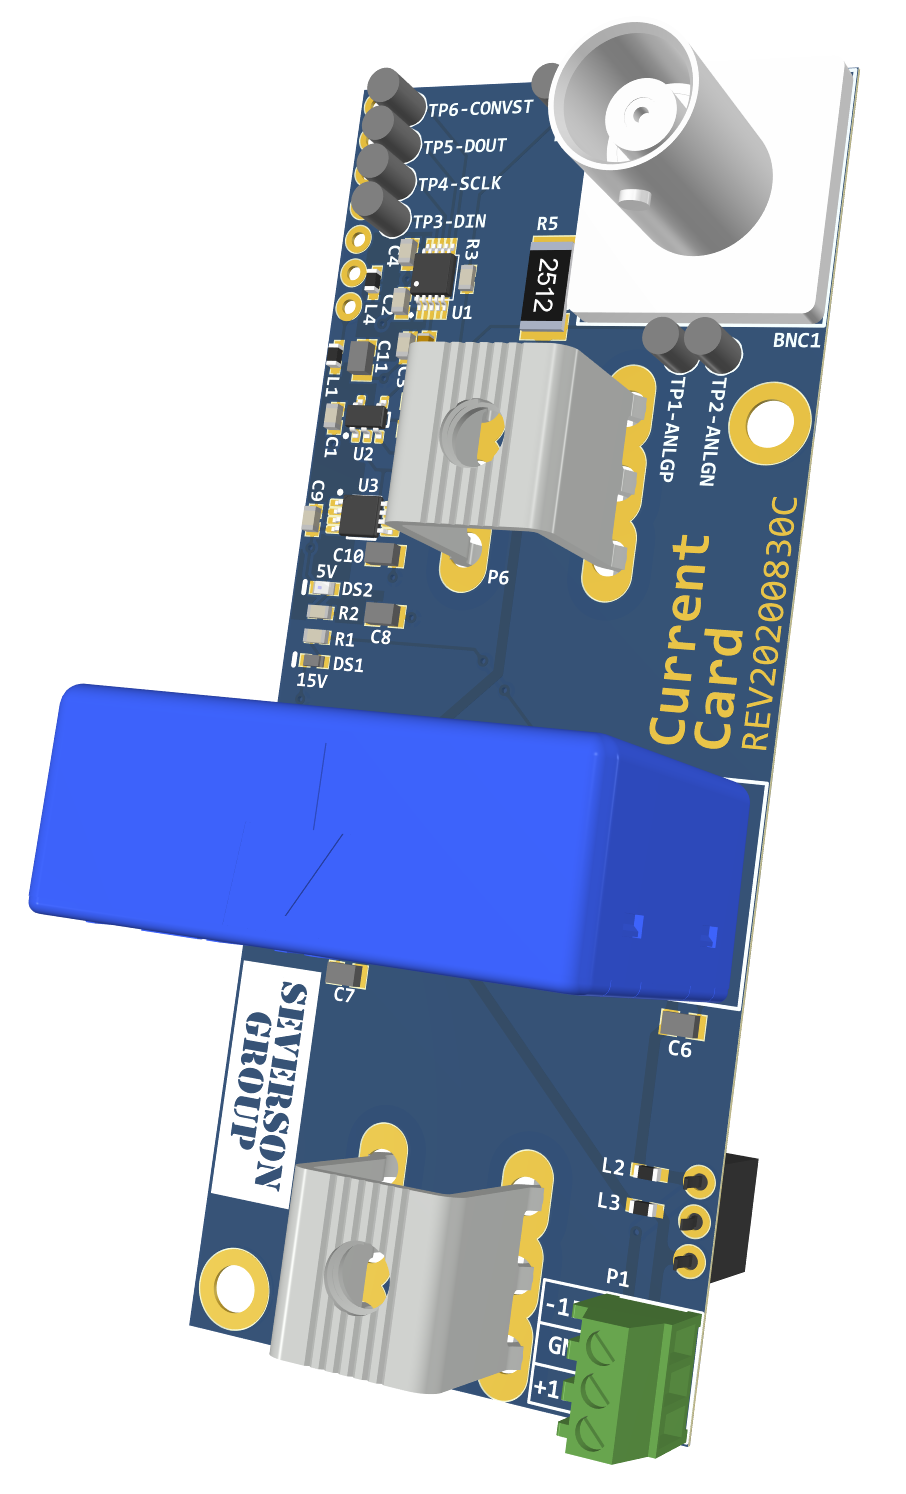 TP6-CONVST
TP5-DOUT
TP4-SCLK
TP3-DIN
R5
C4
R3
2512
C2
U1
L4
BNC1
C11
C3
L1
TP1-ANLGP
TP2-ANLGN
C1
U2
U3
C9
C10
5V
P6
DS2
R2
C8
R1
DS1
15V
Current
Card
REV20200830C
C7
C6
SEVERSON
GROUP
L2
L3
P1